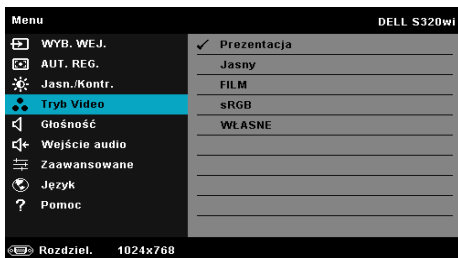 Menu DELL S320wi
WYB. WEJ.
AUT. REG.
Jasn./Kontr.
Tryb Video
Głośność
Wejście audio
Zaawansowane
Język
? Pomoc
Prezentacja
Jasny
FILM
sRGB
WŁASNE
Rozdziel. 1024x768